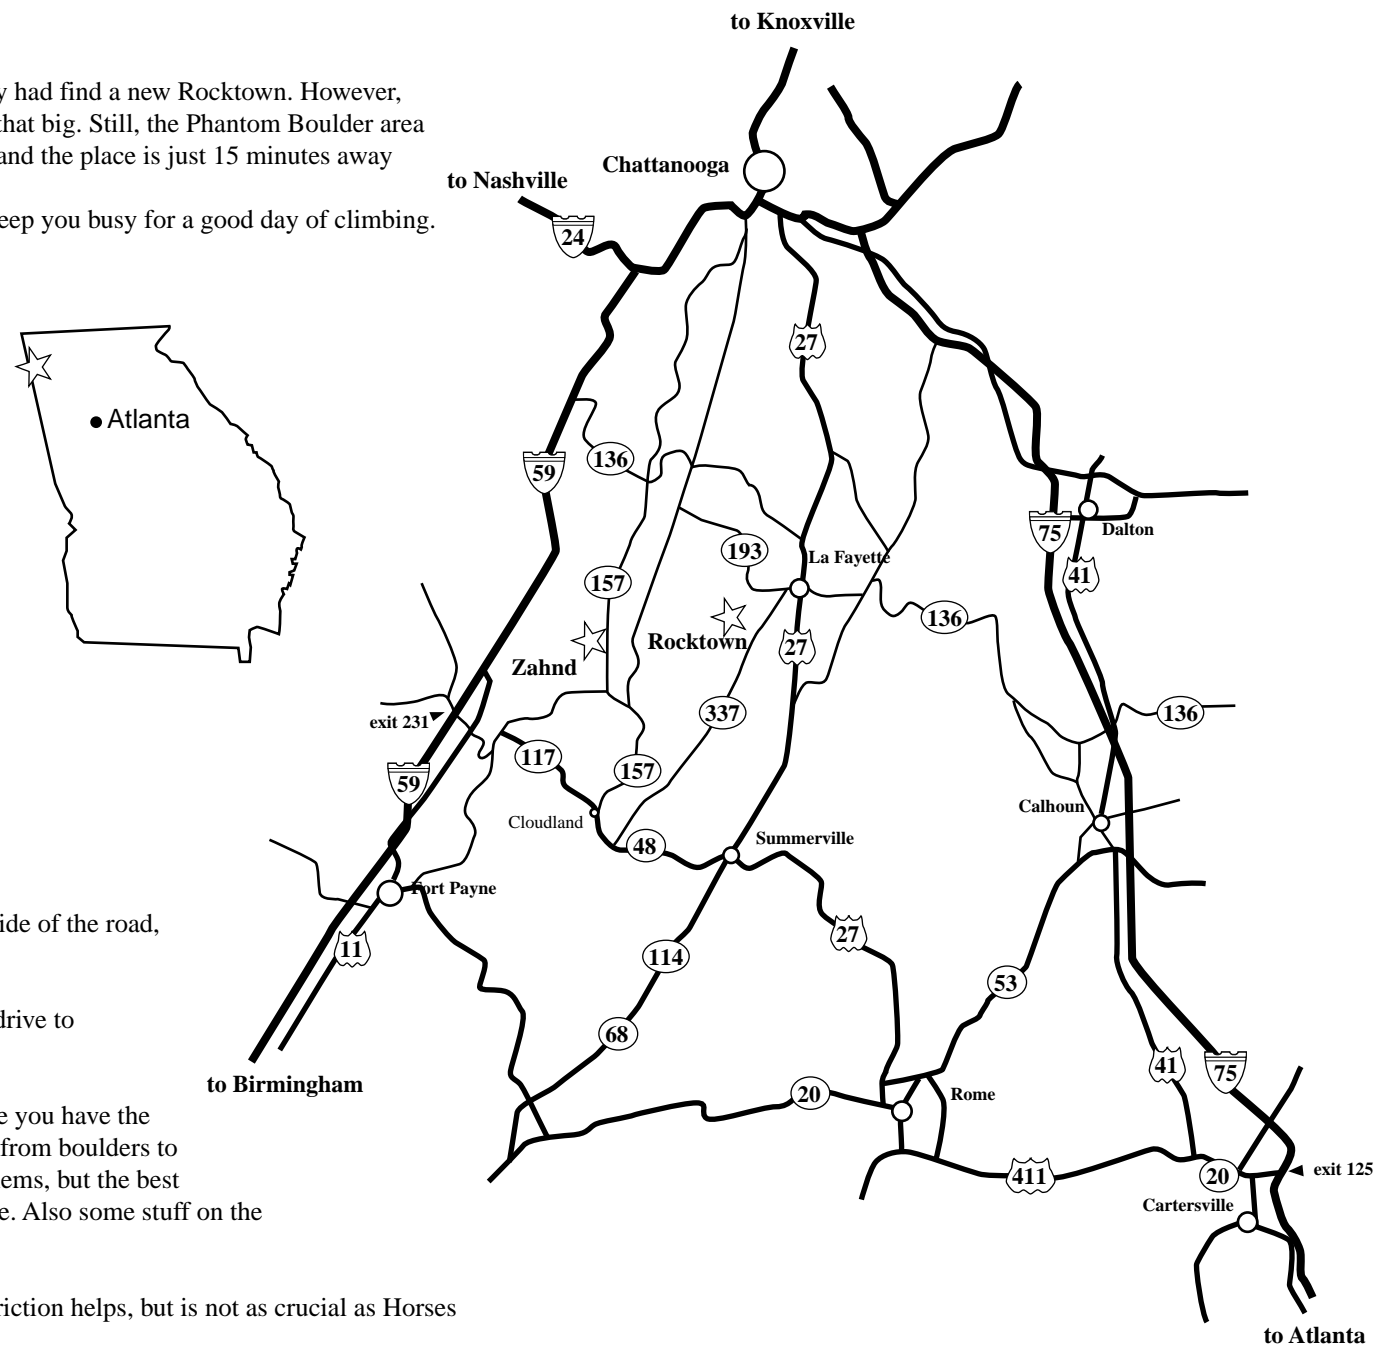 to Knoxville
y had find a new Rocktown. However,
that big. Still, the Phantom Boulder area
and the place is just 15 minutes away
Chattanooga
to Nashville
eep you busy for a good day of climbing.
24
27
Atlanta
59
136
75
Dalton
193
La Fayette
41
157
136
Rocktown
27
Zahnd
337
136
exit 231
117
157
59
Calhoun
Cloudland
48
Summerville
Fort Payne
ide of the road,
11
27
114
53
drive to
68
41
75
to Birmingham
20
Rome
e you have the
from boulders to
411
20
exit 125
ems, but the best
Cartersville
e. Also some stuff on the
riction helps, but is not as crucial as Horses
to Atlanta